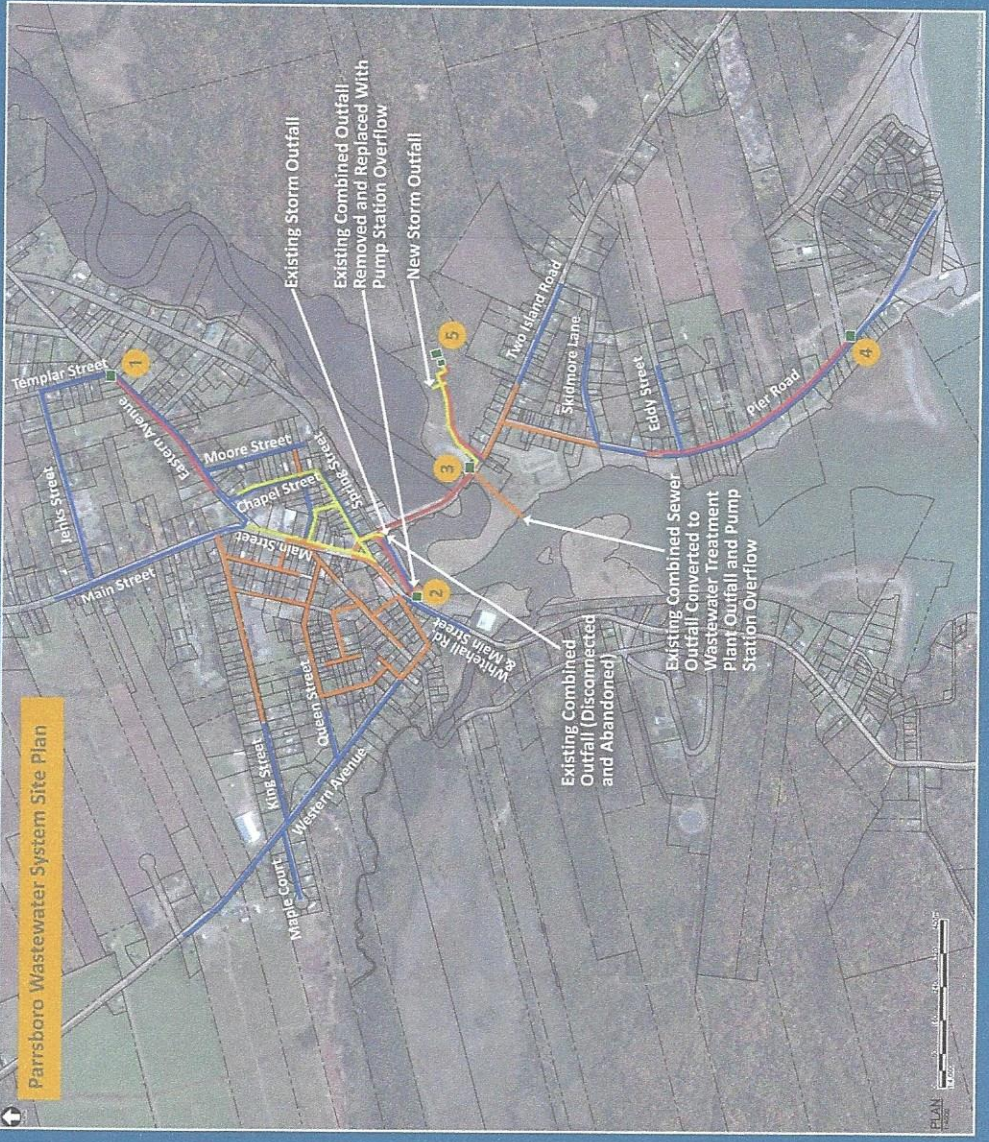 Parrsboro Wastewater System Site Plan
Templar Street
1
Eastern Avenue
Jenks Street
Moore Street
Chapel Street
Spring Street
Main Street
Main Street
King Street
Queen Street
Western Avenue
Maple Court
Whitehall Rd.
& Main Street
2
Existing Storm Outfall
Existing Combined Outfall
Removed and Replaced With
Pump Station Overflow
New Storm Outfall
5
3
Two Island Road
Skidmore Lane
Eddy Street
Pier Road
4
Existing Combined
Outfall (Disconnected
and Abandoned)
Existing Combined Sewer
Outfall Converted to
Wastewater Treatment
Plant Outfall and Pump
Station Overflow
PLAN